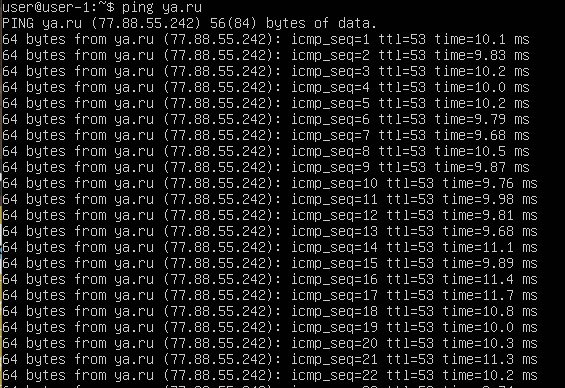 user@user-1:~$ ping ya.ru
PING ya.ru (77.88.55.242) 56(84) bytes of data.
64 bytes from ya.ru (77.88.55.242): icmp_seq=1 ttl=53 time=10.1 ms
64 bytes from ya.ru (77.88.55.242): icmp_seq=2 ttl=53 time=9.83 ms
64 bytes from ya.ru (77.88.55.242): icmp_seq=3 ttl=53 time=10.2 ms
64 bytes from ya.ru (77.88.55.242): icmp_seq=4 ttl=53 time=10.0 ms
64 bytes from ya.ru (77.88.55.242): icmp_seq=5 ttl=53 time=10.2 ms
64 bytes from ya.ru (77.88.55.242): icmp_seq=6 ttl=53 time=9.79 ms
64 bytes from ya.ru (77.88.55.242): icmp_seq=7 ttl=53 time=9.68 ms
64 bytes from ya.ru (77.88.55.242): icmp_seq=8 ttl=53 time=10.5 ms
64 bytes from ya.ru (77.88.55.242): icmp_seq=9 ttl=53 time=9.87 ms
64 bytes from ya.ru (77.88.55.242): icmp_seq=10 ttl=53 time=9.76 ms
64 bytes from ya.ru (77.88.55.242): icmp_seq=11 ttl=53 time=9.98 ms
64 bytes from ya.ru (77.88.55.242): icmp_seq=12 ttl=53 time=9.81 ms
64 bytes from ya.ru (77.88.55.242): icmp_seq=13 ttl=53 time=9.68 ms
64 bytes from ya.ru (77.88.55.242): icmp_seq=14 ttl=53 time=11.1 ms
64 bytes from ya.ru (77.88.55.242): icmp_seq=15 ttl=53 time=9.89 ms
64 bytes from ya.ru (77.88.55.242): icmp_seq=16 ttl=53 time=11.4 ms
64 bytes from ya.ru (77.88.55.242): icmp_seq=17 ttl=53 time=11.7 ms
64 bytes from ya.ru (77.88.55.242): icmp_seq=18 ttl=53 time=10.8 ms
64 bytes from ya.ru (77.88.55.242): icmp_seq=19 ttl=53 time=10.0 ms
64 bytes from ya.ru (77.88.55.242): icmp_seq=20 ttl=53 time=10.3 ms
64 bytes from ya.ru (77.88.55.242): icmp_seq=21 ttl=53 time=11.3 ms
64 bytes from ya.ru (77.88.55.242): icmp_seq=22 ttl=53 time=10.2 ms